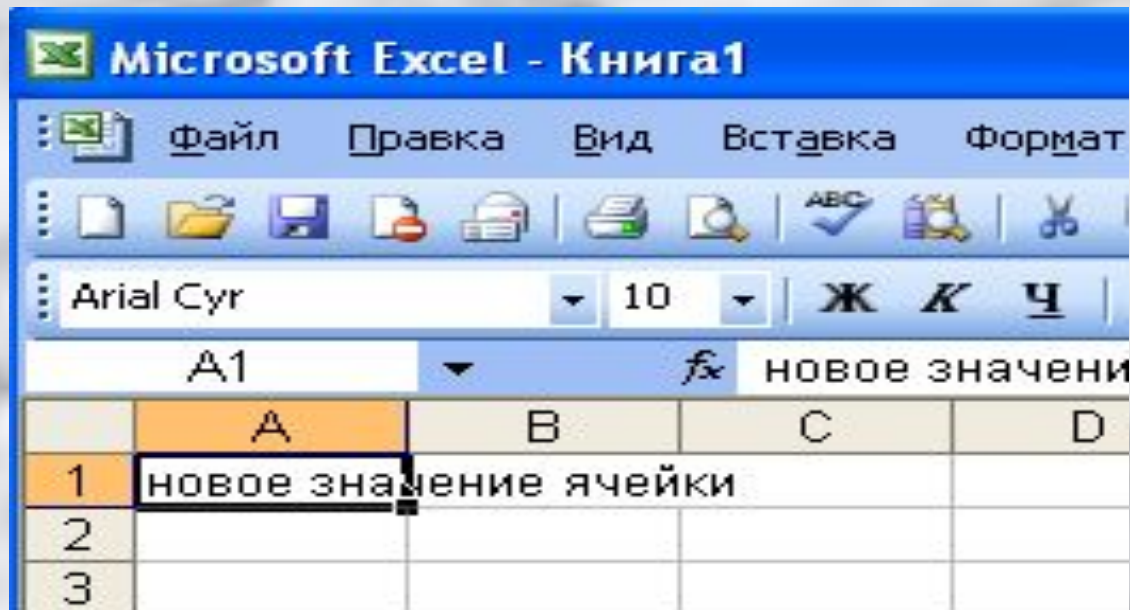 Microsoft Excel - Книга1
Файл Правка Вид Вставка Формат
ABC
Arial Cyr 10 Ж К Ч
A1 fx новое значени
A B C D
1 новое значение ячейки
2
3